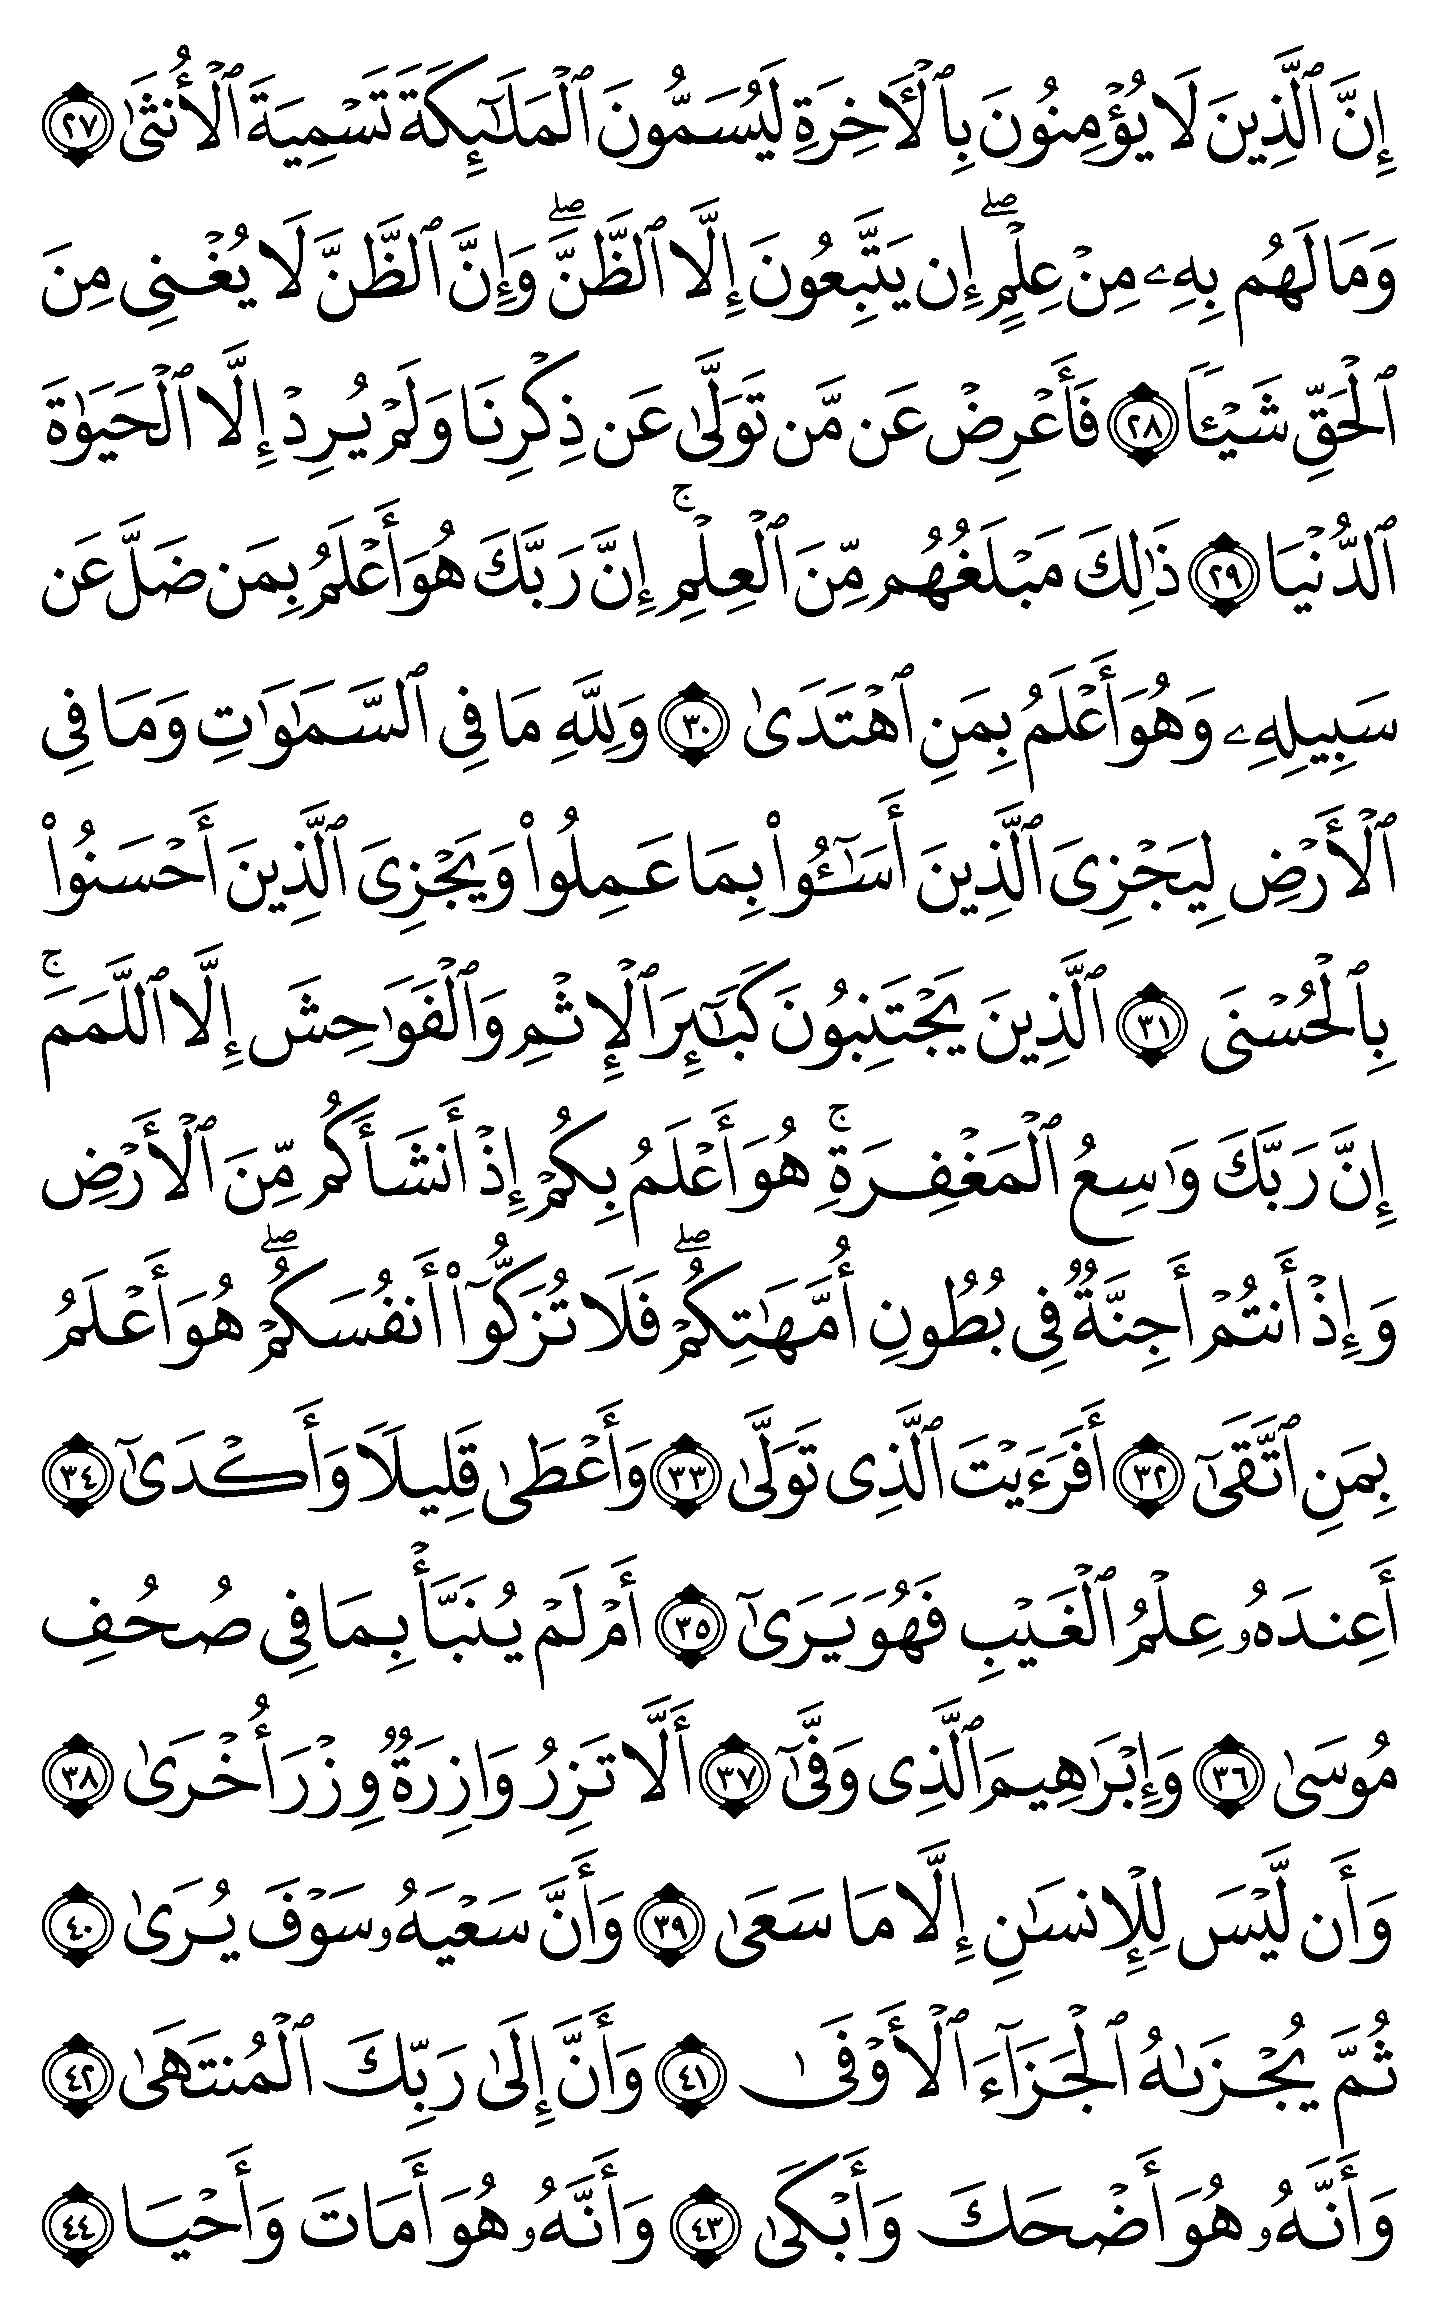 إِنَّ ٱلَّذِينَ لَا يُؤْمِنُونَ بِٱلْأَخِرَةِ لَيُسَمُّونَ ٱلْمَلَٰٓئِكَةَ تَسْمِيَةَ ٱلْأُنثَىٰ ٢٧
وَمَا لَهُم بِهِۦ مِنْ عِلْمٍۖ إِن يَتَّبِعُونَ إِلَّا ٱلظَّنَّۖ وَإِنَّ ٱلظَّنَّ لَا يُغْنِى مِنَ
ٱلْحَقِّ شَيْـًٔا ٢٨ فَأَعْرِضْ عَن مَّن تَوَلَّىٰ عَن ذِكْرِنَا وَلَمْ يُرِدْ إِلَّا ٱلْحَيَوٰةَ
ٱلدُّنْيَا ٢٩ ذَٰلِكَ مَبْلَغُهُم مِّنَ ٱلْعِلْمِۚ إِنَّ رَبَّكَ هُوَ أَعْلَمُ بِمَن ضَلَّ عَن
سَبِيلِهِۦ وَهُوَ أَعْلَمُ بِمَنِ ٱهْتَدَىٰ ٣٠ وَلِلَّهِ مَا فِى ٱلسَّمَٰوَٰتِ وَمَا فِى
ٱلْأَرْضِ لِيَجْزِىَ ٱلَّذِينَ أَسَٰٓـُٔوا۟ بِمَا عَمِلُوا۟ وَيَجْزِىَ ٱلَّذِينَ أَحْسَنُوا۟
بِٱلْحُسْنَى ٣١ ٱلَّذِينَ يَجْتَنِبُونَ كَبَٰٓئِرَ ٱلْإِثْمِ وَٱلْفَوَٰحِشَ إِلَّا ٱللَّمَمَۚ
إِنَّ رَبَّكَ وَٰسِعُ ٱلْمَغْفِرَةِۚ هُوَ أَعْلَمُ بِكُمْ إِذْ أَنشَأَكُم مِّنَ ٱلْأَرْضِ
وَإِذْ أَنتُمْ أَجِنَّةٌ فِى بُطُونِ أُمَّهَٰتِكُمْۖ فَلَا تُزَكُّوٓا۟ أَنفُسَكُمْۖ هُوَ أَعْلَمُ
بِمَنِ ٱتَّقَىٰٓ ٣٢ أَفَرَءَيْتَ ٱلَّذِى تَوَلَّىٰ ٣٣ وَأَعْطَىٰ قَلِيلًا وَأَكْدَىٰٓ ٣٤
أَعِندَهُۥ عِلْمُ ٱلْغَيْبِ فَهُوَ يَرَىٰٓ ٣٥ أَمْ لَمْ يُنَبَّأْ بِمَا فِى صُحُفِ
مُوسَىٰ ٣٦ وَإِبْرَٰهِيمَ ٱلَّذِى وَفَّىٰٓ ٣٧ أَلَّا تَزِرُ وَازِرَةٌ وِزْرَ أُخْرَىٰ ٣٨
وَأَن لَّيْسَ لِلْإِنسَٰنِ إِلَّا مَا سَعَىٰ ٣٩ وَأَنَّ سَعْيَهُۥ سَوْفَ يُرَىٰ ٤٠
ثُمَّ يُجْزَىٰهُ ٱلْجَزَآءَ ٱلْأَوْفَىٰ ٤١ وَأَنَّ إِلَىٰ رَبِّكَ ٱلْمُنتَهَىٰ ٤٢
وَأَنَّهُۥ هُوَ أَضْحَكَ وَأَبْكَىٰ ٤٣ وَأَنَّهُۥ هُوَ أَمَاتَ وَأَحْيَا ٤٤